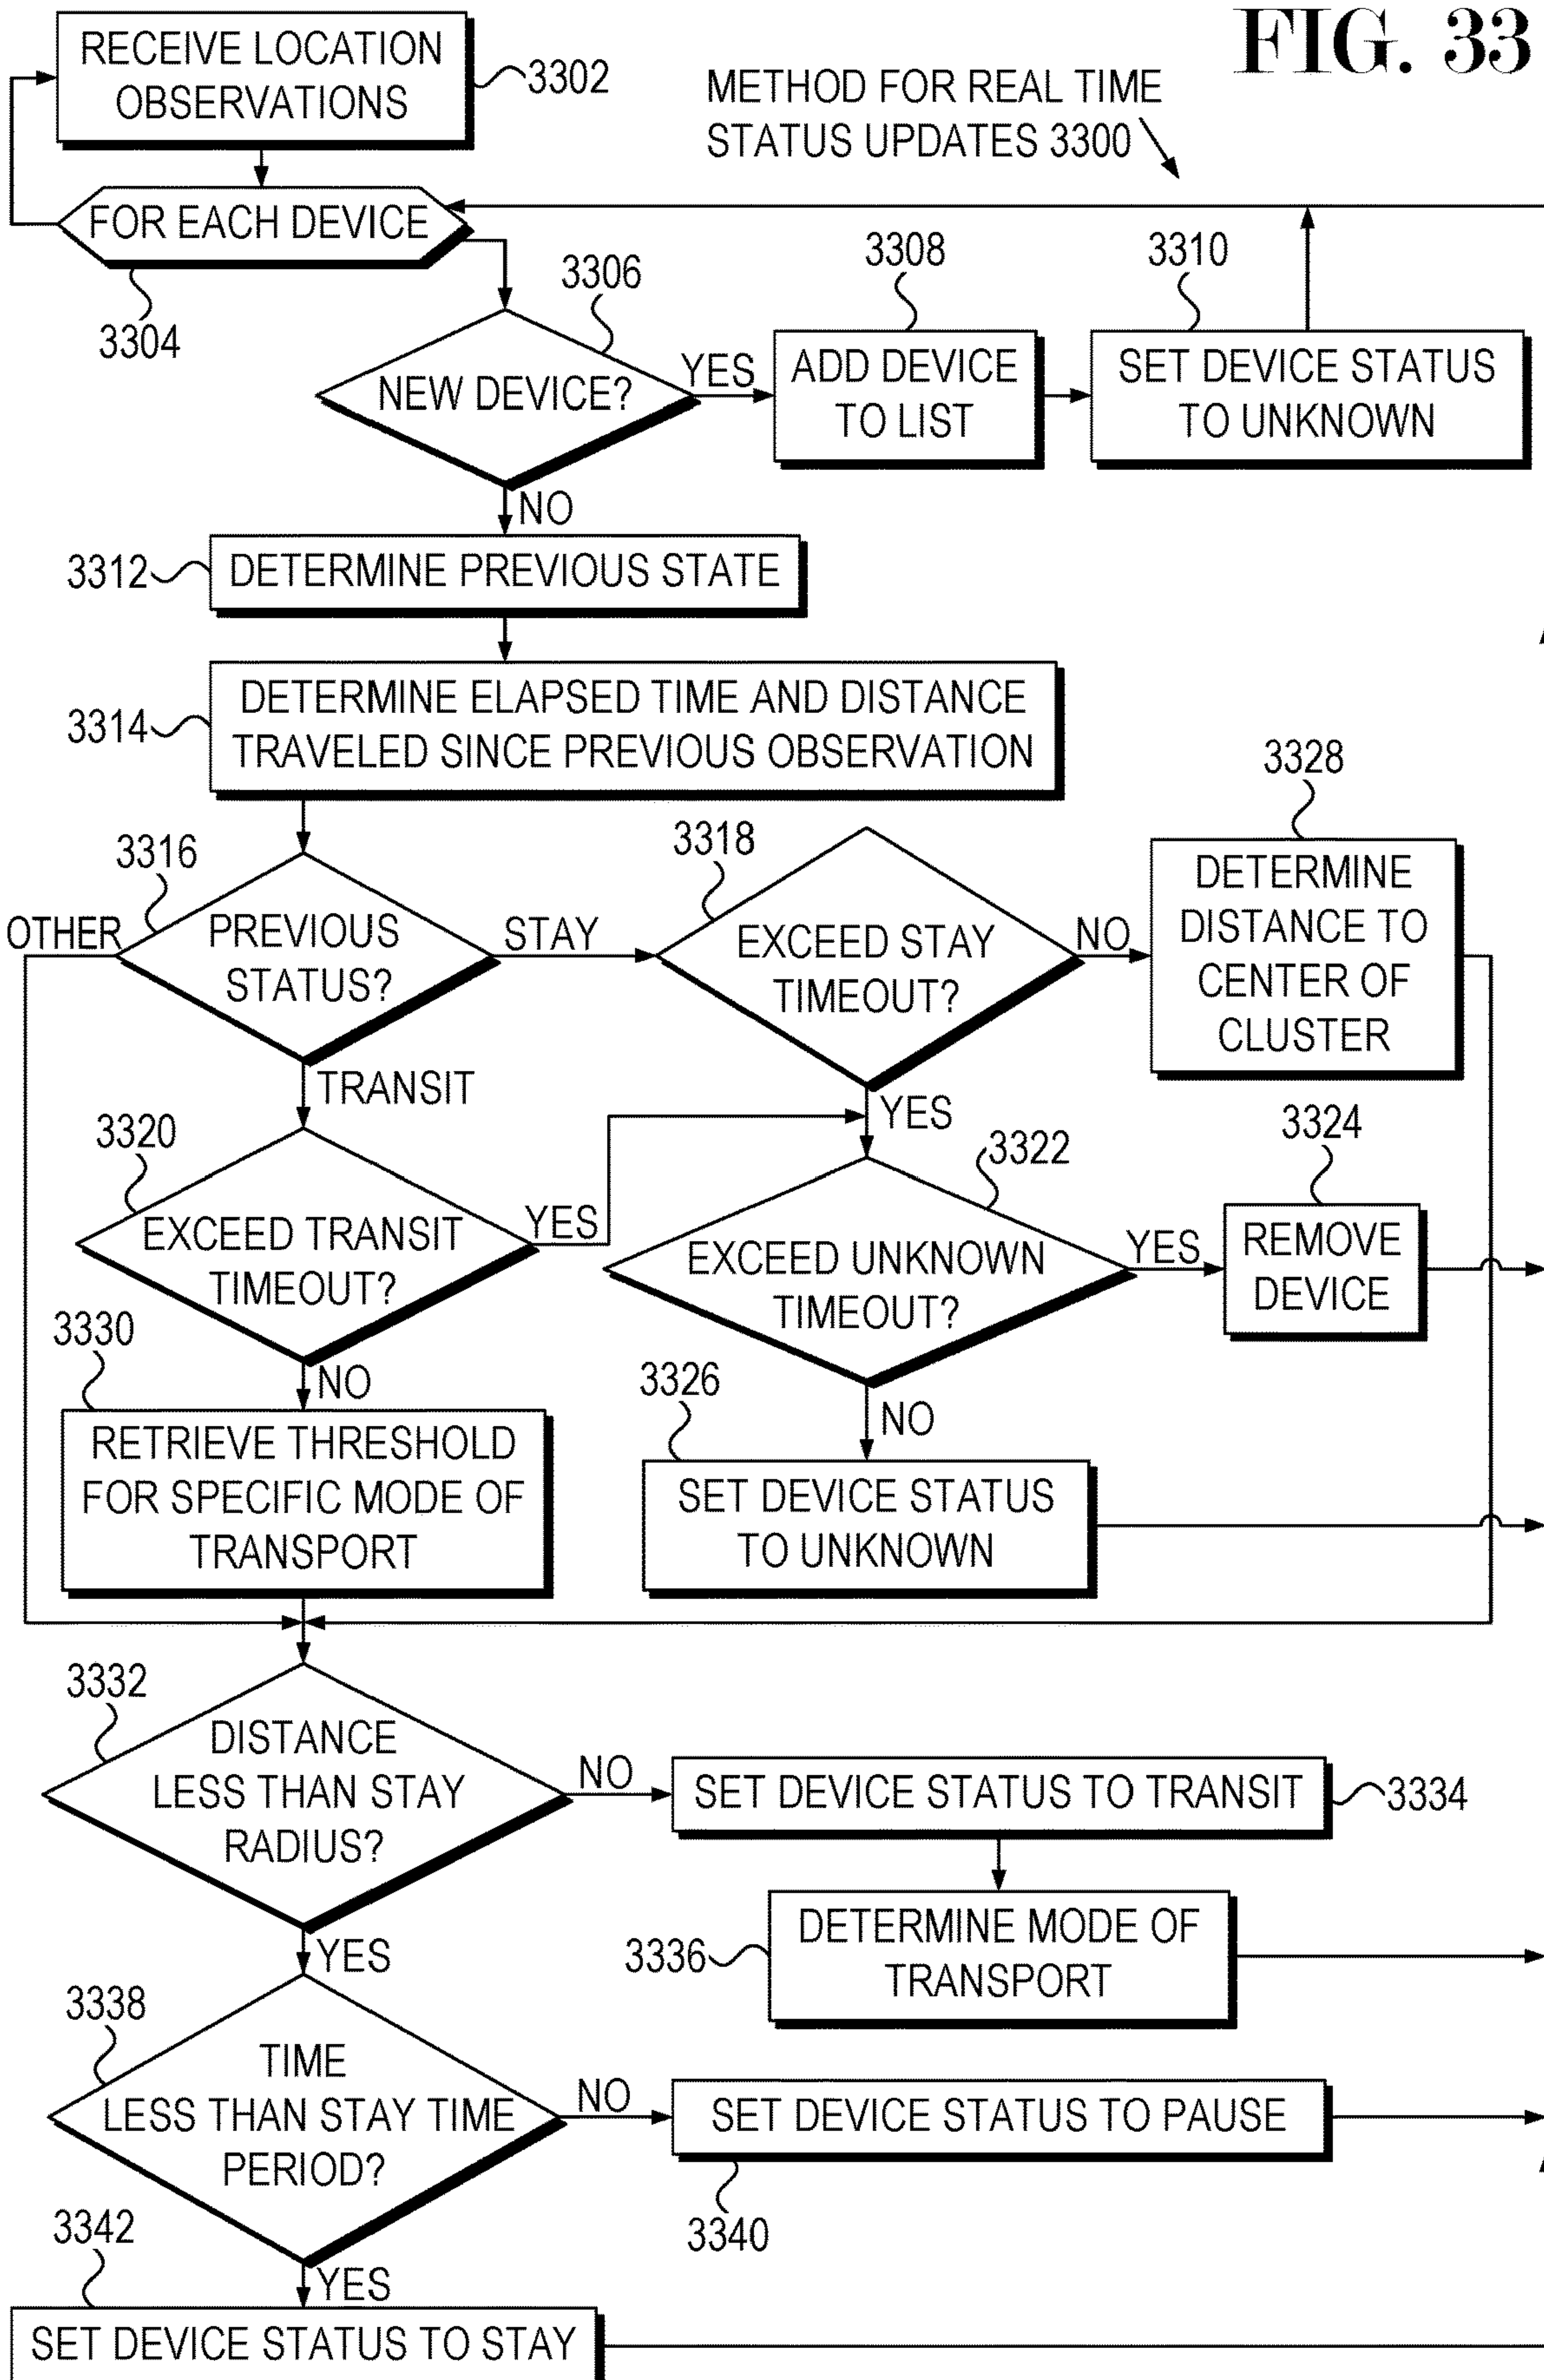 FIG. 33
RECEIVE LOCATION
OBSERVATIONS
3302
METHOD FOR REAL TIME
STATUS UPDATES 3300
FOR EACH DEVICE
3304
3306
NEW DEVICE?
YES
3308
ADD DEVICE
TO LIST
3310
SET DEVICE STATUS
TO UNKNOWN
NO
3312
DETERMINE PREVIOUS STATE
3314
DETERMINE ELAPSED TIME AND DISTANCE
TRAVELED SINCE PREVIOUS OBSERVATION
3316
OTHER
PREVIOUS
STATUS?
STAY
3318
EXCEED STAY
TIMEOUT?
NO
3328
DETERMINE
DISTANCE TO
CENTER OF
CLUSTER
TRANSIT
YES
3320
EXCEED TRANSIT
TIMEOUT?
YES
3322
EXCEED UNKNOWN
TIMEOUT?
YES
3324
REMOVE
DEVICE
3330
NO
RETRIEVE THRESHOLD
FOR SPECIFIC MODE OF
TRANSPORT
3326
NO
SET DEVICE STATUS
TO UNKNOWN
3332
DISTANCE
LESS THAN STAY
RADIUS?
NO
SET DEVICE STATUS TO TRANSIT
3334
YES
3336
DETERMINE MODE OF
TRANSPORT
3338
TIME
LESS THAN STAY TIME
PERIOD?
NO
SET DEVICE STATUS TO PAUSE
3340
3342
YES
SET DEVICE STATUS TO STAY